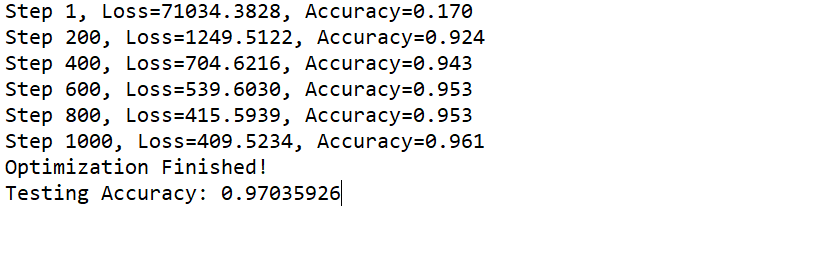 Step 1, Loss=71034.3828, Accuracy=0.170
Step 200, Loss=1249.5122, Accuracy=0.924
Step 400, Loss=704.6216, Accuracy=0.943
Step 600, Loss=539.6030, Accuracy=0.953
Step 800, Loss=415.5939, Accuracy=0.953
Step 1000, Loss=409.5234, Accuracy=0.961
Optimization Finished!
Testing Accuracy: 0.97035926